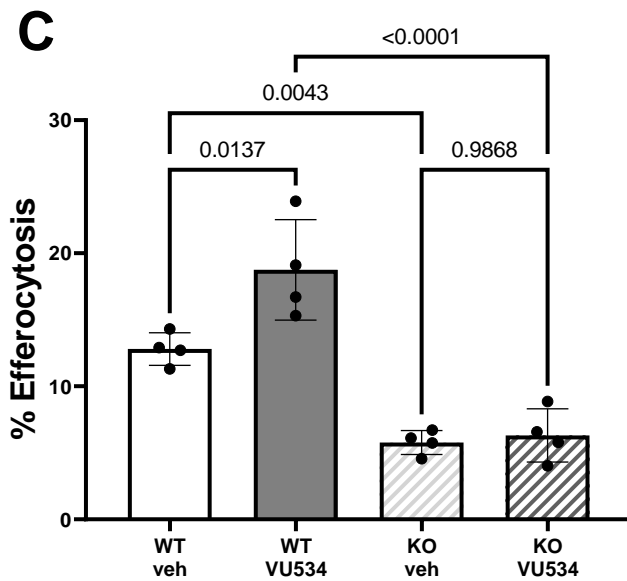 C
<0.0001
0.0043
0.0137
0.9868
30
20
10
0
% Efferocytosis
WT
veh
WT
VU534
KO
veh
KO
VU534